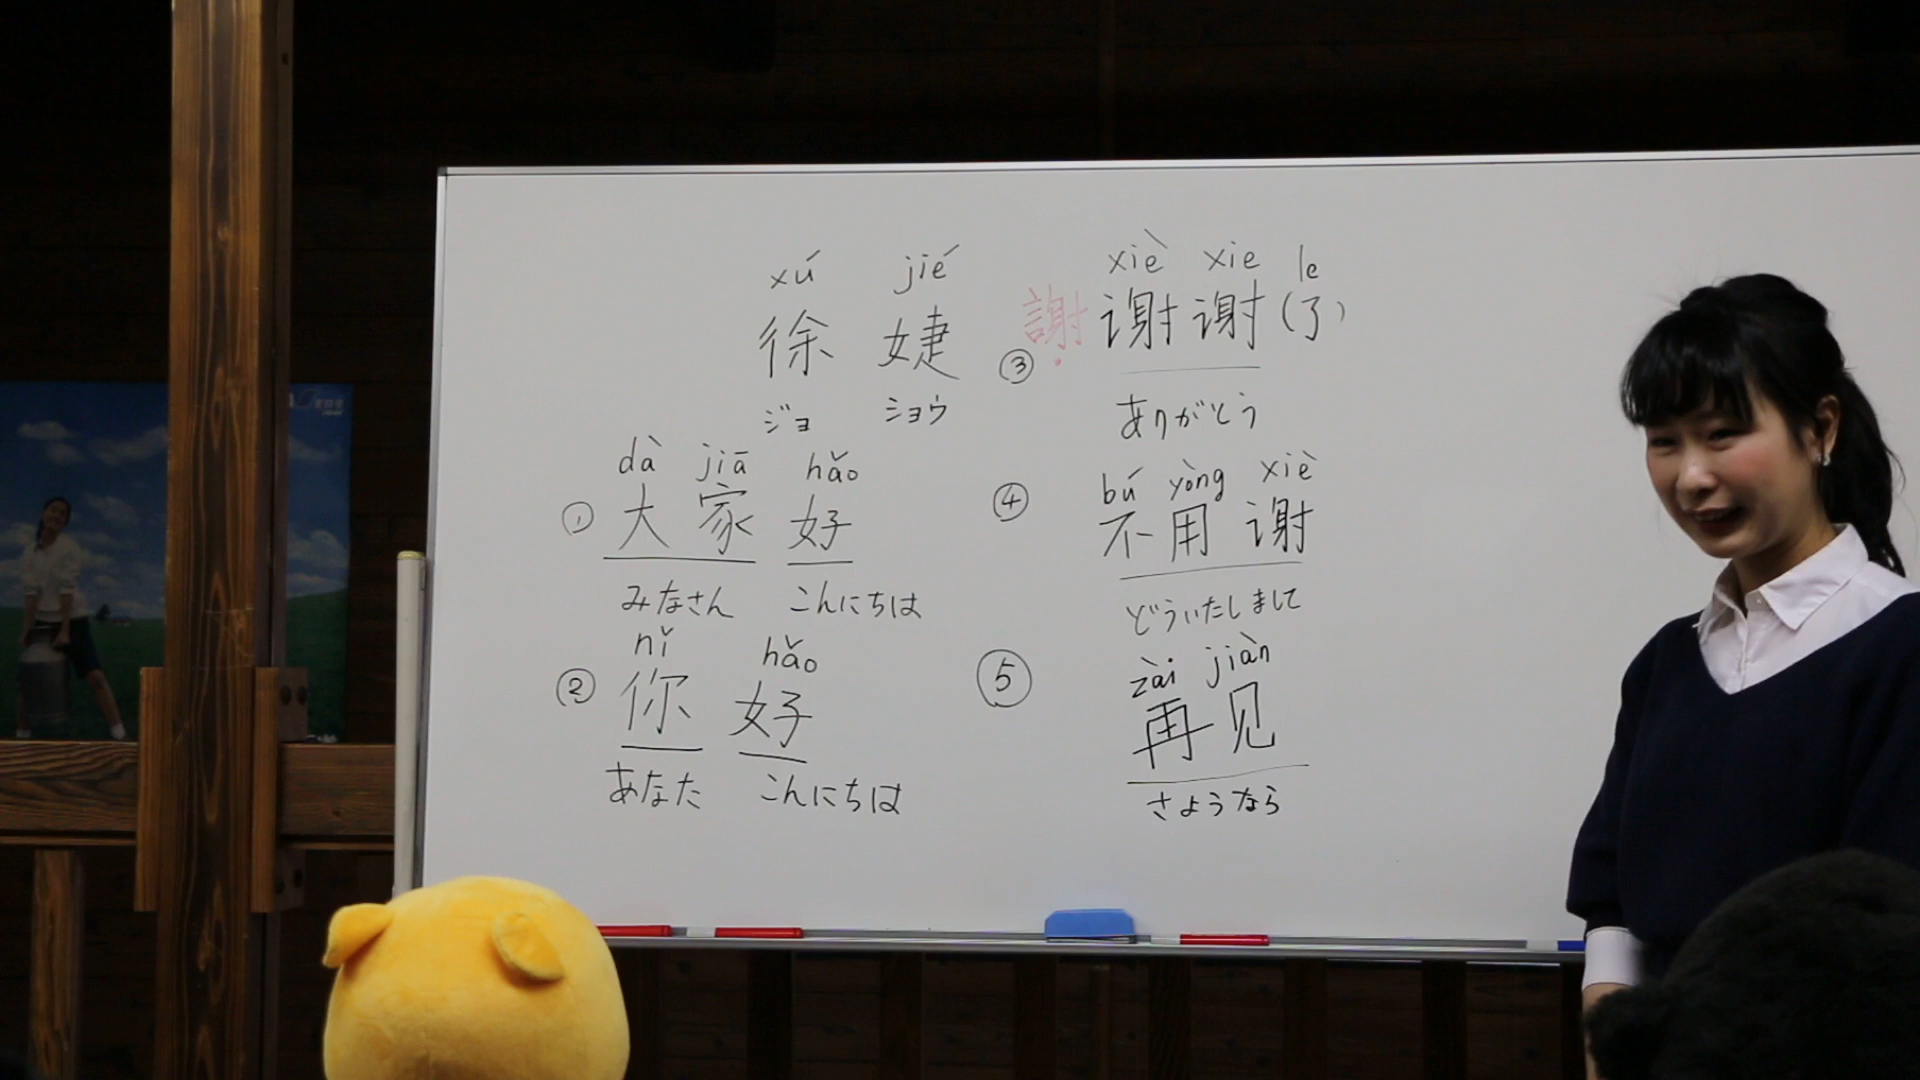 xú jié
徐 婕
ジョ ショウ
dà jiā hǎo
① 大家 好
みなさん こんにちは
nǐ hǎo
② 你 好
あなた こんにちは
xiè xie le
③ 謝 谢谢(了)
ありがとう
bú yòng xiè
④ 不用谢
どういたしまして
zài jiàn
⑤ 再见
さようなら